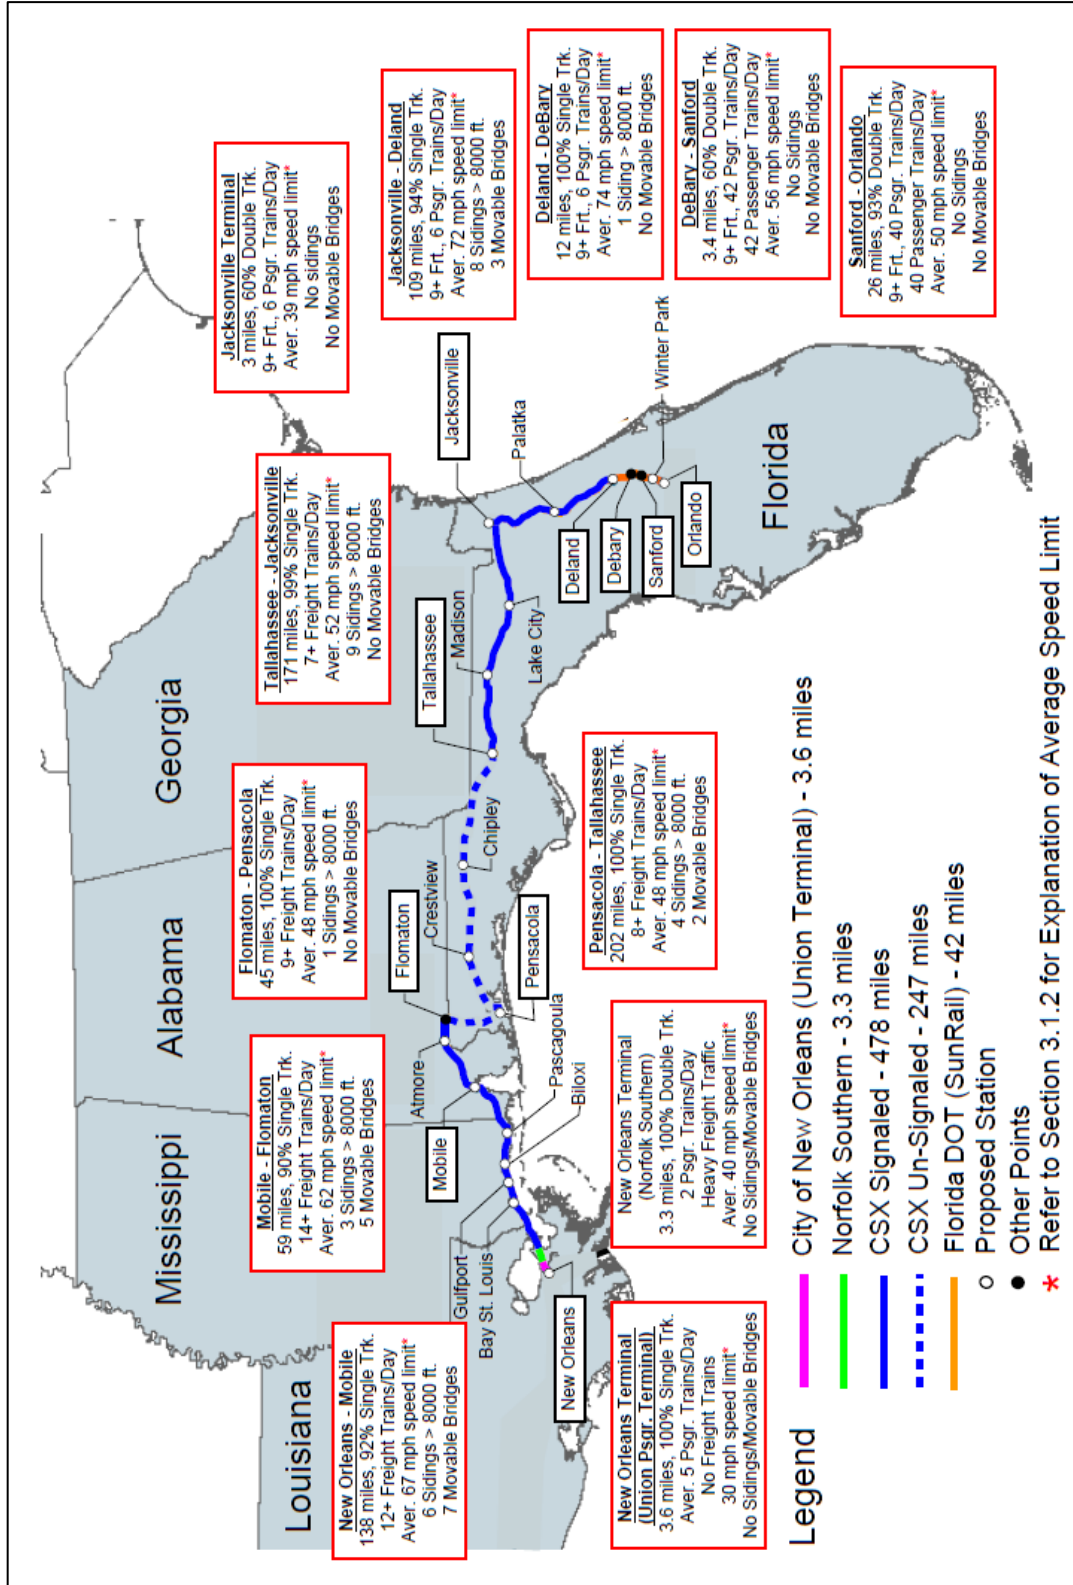 Louisiana
Mississippi
Alabama
Georgia
Florida
New Orleans - Mobile
138 miles, 92% Single Trk.
12+ Freight Trains/Day
Aver. 67 mph speed limit*
6 Sidings > 8000 ft.
7 Movable Bridges
Mobile - Flomaton
59 miles, 90% Single Trk.
14+ Freight Trains/Day
Aver. 62 mph speed limit*
3 Sidings > 8000 ft.
5 Movable Bridges
Flomaton - Pensacola
45 miles, 100% Single Trk.
9+ Freight Trains/Day
Aver. 48 mph speed limit*
1 Sidings > 8000 ft.
No Movable Bridges
Tallahassee - Jacksonville
171 miles, 99% Single Trk.
7+ Freight Trains/Day
Aver. 52 mph speed limit*
9 Sidings > 8000 ft.
No Movable Bridges
Jacksonville Terminal
3 miles, 60% Double Trk.
9+ Frt., 6 Psgr. Trains/Day
Aver. 39 mph speed limit*
No sidings
No Movable Bridges
Jacksonville - Deland
109 miles, 94% Single Trk.
9+ Frt., 6 Psgr. Trains/Day
Aver. 72 mph speed limit*
8 Sidings > 8000 ft.
3 Movable Bridges
Deland - DeBary
12 miles, 100% Single Trk.
9+ Frt., 6 Psgr. Trains/Day
Aver. 74 mph speed limit*
1 Siding > 8000 ft.
No Movable Bridges
DeBary - Sanford
3.4 miles, 60% Double Trk.
9+ Frt., 42 Psgr. Trains/Day
42 Passenger Trains/Day
Aver. 56 mph speed limit*
No Sidings
No Movable Bridges
Sanford - Orlando
26 miles, 93% Double Trk.
9+ Frt., 40 Psgr. Trains/Day
40 Passenger Trains/Day
Aver. 50 mph speed limit*
No Sidings
No Movable Bridges
Gulfport
Bay St. Louis
New Orleans
Mobile
Atmore
Flomaton
Crestview
Pensacola
Pascagoula
Biloxi
Chipley
Tallahassee
Madison
Lake City
Jacksonville
Palatka
Deland
Debary
Sanford
Orlando
Winter Park
New Orleans Terminal
(Union Psgr. Terminal)
3.6 miles, 100% Single Trk.
Aver. 5 Psgr. Trains/Day
No Freight Trains
30 mph speed limit*
No Sidings/Movable Bridges
New Orleans Terminal
(Norfolk Southern)
3.3 miles, 100% Double Trk.
2 Psgr. Trains/Day
Heavy Freight Traffic
Aver. 40 mph speed limit*
No Sidings/Movable Bridges
Pensacola - Tallahassee
202 miles, 100% Single Trk.
8+ Freight Trains/Day
Aver. 48 mph speed limit*
4 Sidings > 8000 ft.
2 Movable Bridges
Legend
City of New Orleans (Union Terminal) - 3.6 miles
Norfolk Southern - 3.3 miles
CSX Signaled - 478 miles
CSX Un-Signaled - 247 miles
Florida DOT (SunRail) - 42 miles
Proposed Station
Other Points
* Refer to Section 3.1.2 for Explanation of Average Speed Limit